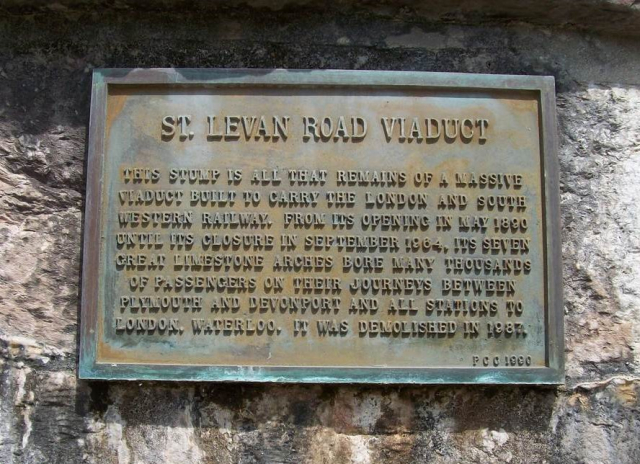 ST. LEVAN ROAD VIADUCT
THIS STUMP IS ALL THAT REMAINS OF A MASSIVE
VIADUCT BUILT TO CARRY THE LONDON AND SOUTH
WESTERN RAILWAY. FROM ITS OPENING IN MAY 1890
UNTIL ITS CLOSURE IN SEPTEMBER 1964, ITS SEVEN
GREAT LIMESTONE ARCHES BORE MANY THOUSANDS
OF PASSENGERS ON THEIR JOURNEYS BETWEEN
PLYMOUTH AND DEVONPORT AND ALL STATIONS TO
LONDON, WATERLOO. IT WAS DEMOLISHED IN 1987.
P C C 1990